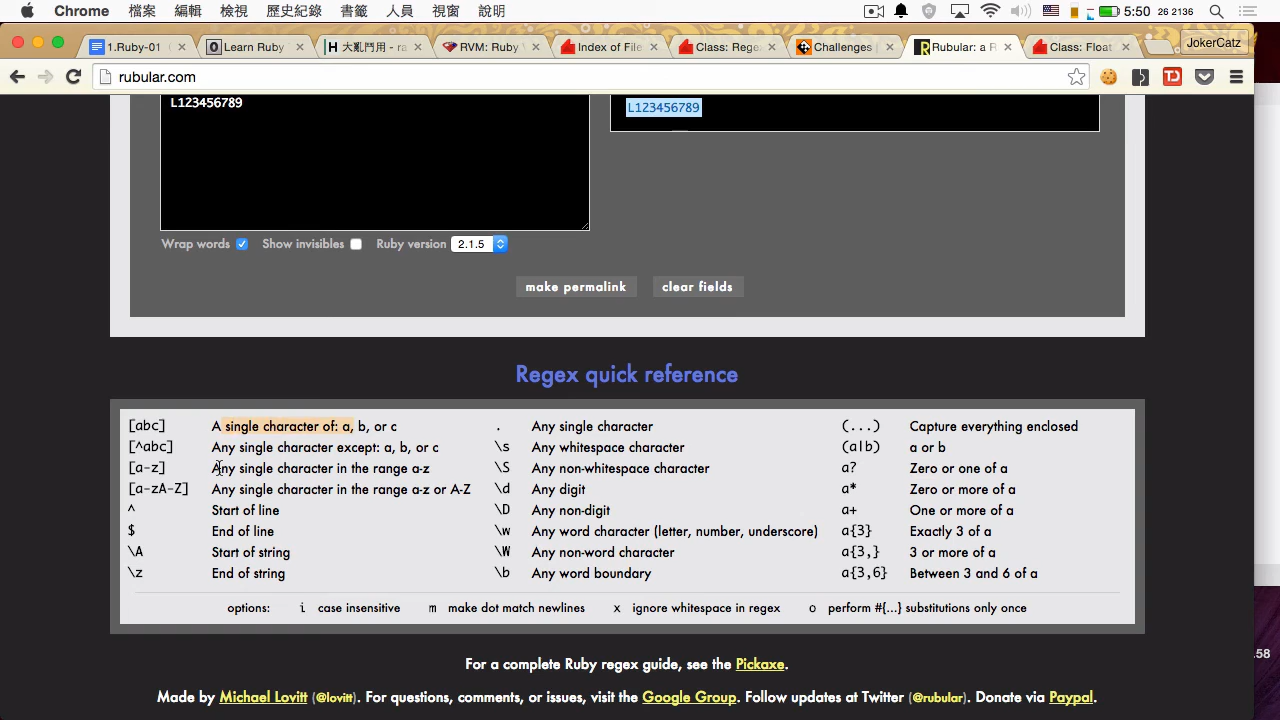 Chrome 檔案 編輯 檢視 歷史紀錄 書籤 人員 視窗 說明 5:50 26 2136
1.Ruby-01 Learn Ruby H 大亂鬥用 - ra RVM: Ruby Index of File Class: Rege Challenges Rubular: a R Class: Float JokerCatz
rubular.com
L123456789
L123456789
Wrap words Show invisibles Ruby version 2.1.5
make permalink clear fields
Regex quick reference
[abc] A single character of: a, b, or c . Any single character (...) Capture everything enclosed
[^abc] Any single character except: a, b, or c \s Any whitespace character (a|b) a or b
[a-z] Any single character in the range a-z \S Any non-whitespace character a? Zero or one of a
[a-zA-Z] Any single character in the range a-z or A-Z \d Any digit a* Zero or more of a
^ Start of line \D Any non-digit a+ One or more of a
$ End of line \w Any word character (letter, number, underscore) a{3} Exactly 3 of a
\A Start of string \W Any non-word character a{3,} 3 or more of a
\z End of string \b Any word boundary a{3,6} Between 3 and 6 of a
options: i case insensitive m make dot match newlines x ignore whitespace in regex o perform #{...} substitutions only once
For a complete Ruby regex guide, see the Pickaxe.
.58
Made by Michael Lovitt (@lovitt). For questions, comments, or issues, visit the Google Group. Follow updates at Twitter (@rubular). Donate via Paypal.